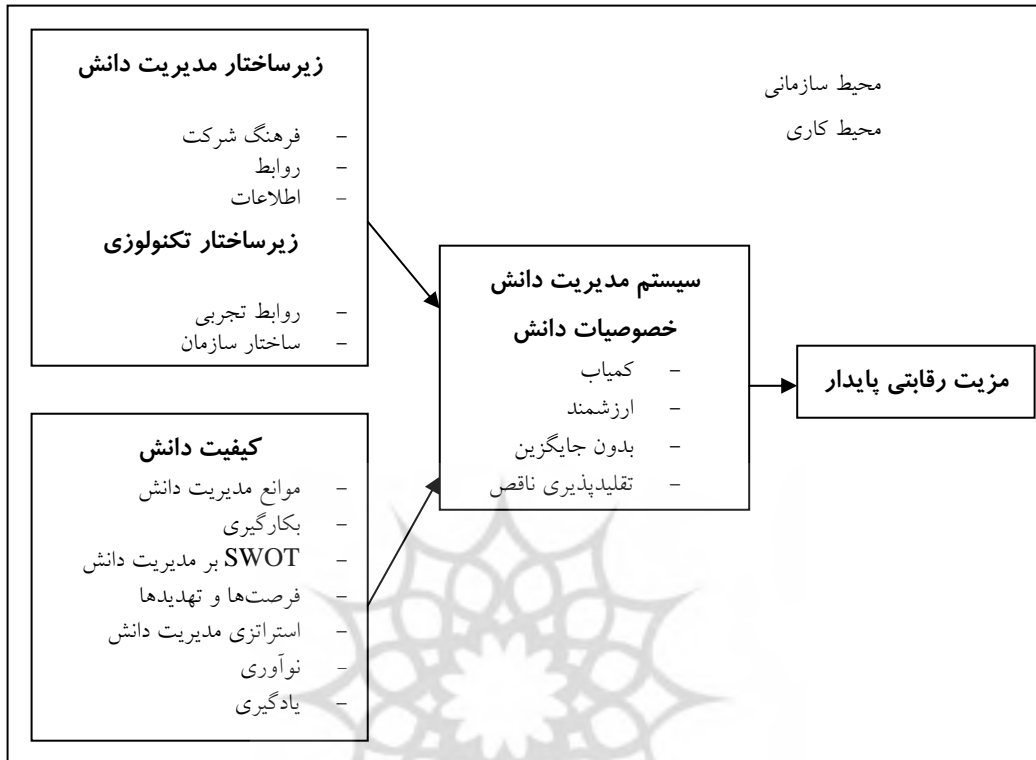 زیرساختار مدیریت دانش
- فرهنگ شرکت
- روابط
- اطلاعات
زیرساختار تکنولوزی
- روابط تجربی
- ساختار سازمان
محیط سازمانی
محیط کاری
سیستم مدیریت دانش
خصوصیات دانش
- کمیاب
- ارزشمند
- بدون جایگزین
- تقلیدپذیری ناقص
مزیت رقابتی پایدار
کیفیت دانش
- موانع مدیریت دانش
- بکارگیری
- SWOT بر مدیریت دانش
- فرصت‌ها و تهدیدها
- استراتزی مدیریت دانش
- نوآوری
- یادگیری